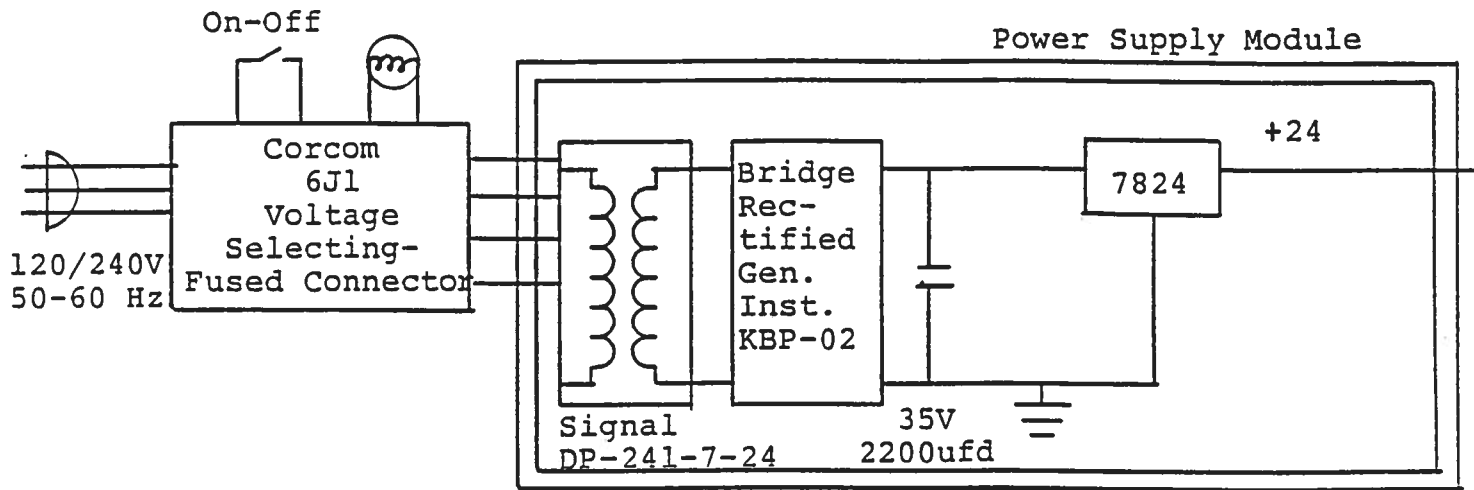 On-Off
Power Supply Module
Corcom
6J1
Voltage
Selecting-
Fused Connector
120/240V
50-60 Hz
Bridge
Rec-
tified
Gen.
Inst.
KBP-02
7824
+24
Signal
DP-241-7-24
35V
2200ufd